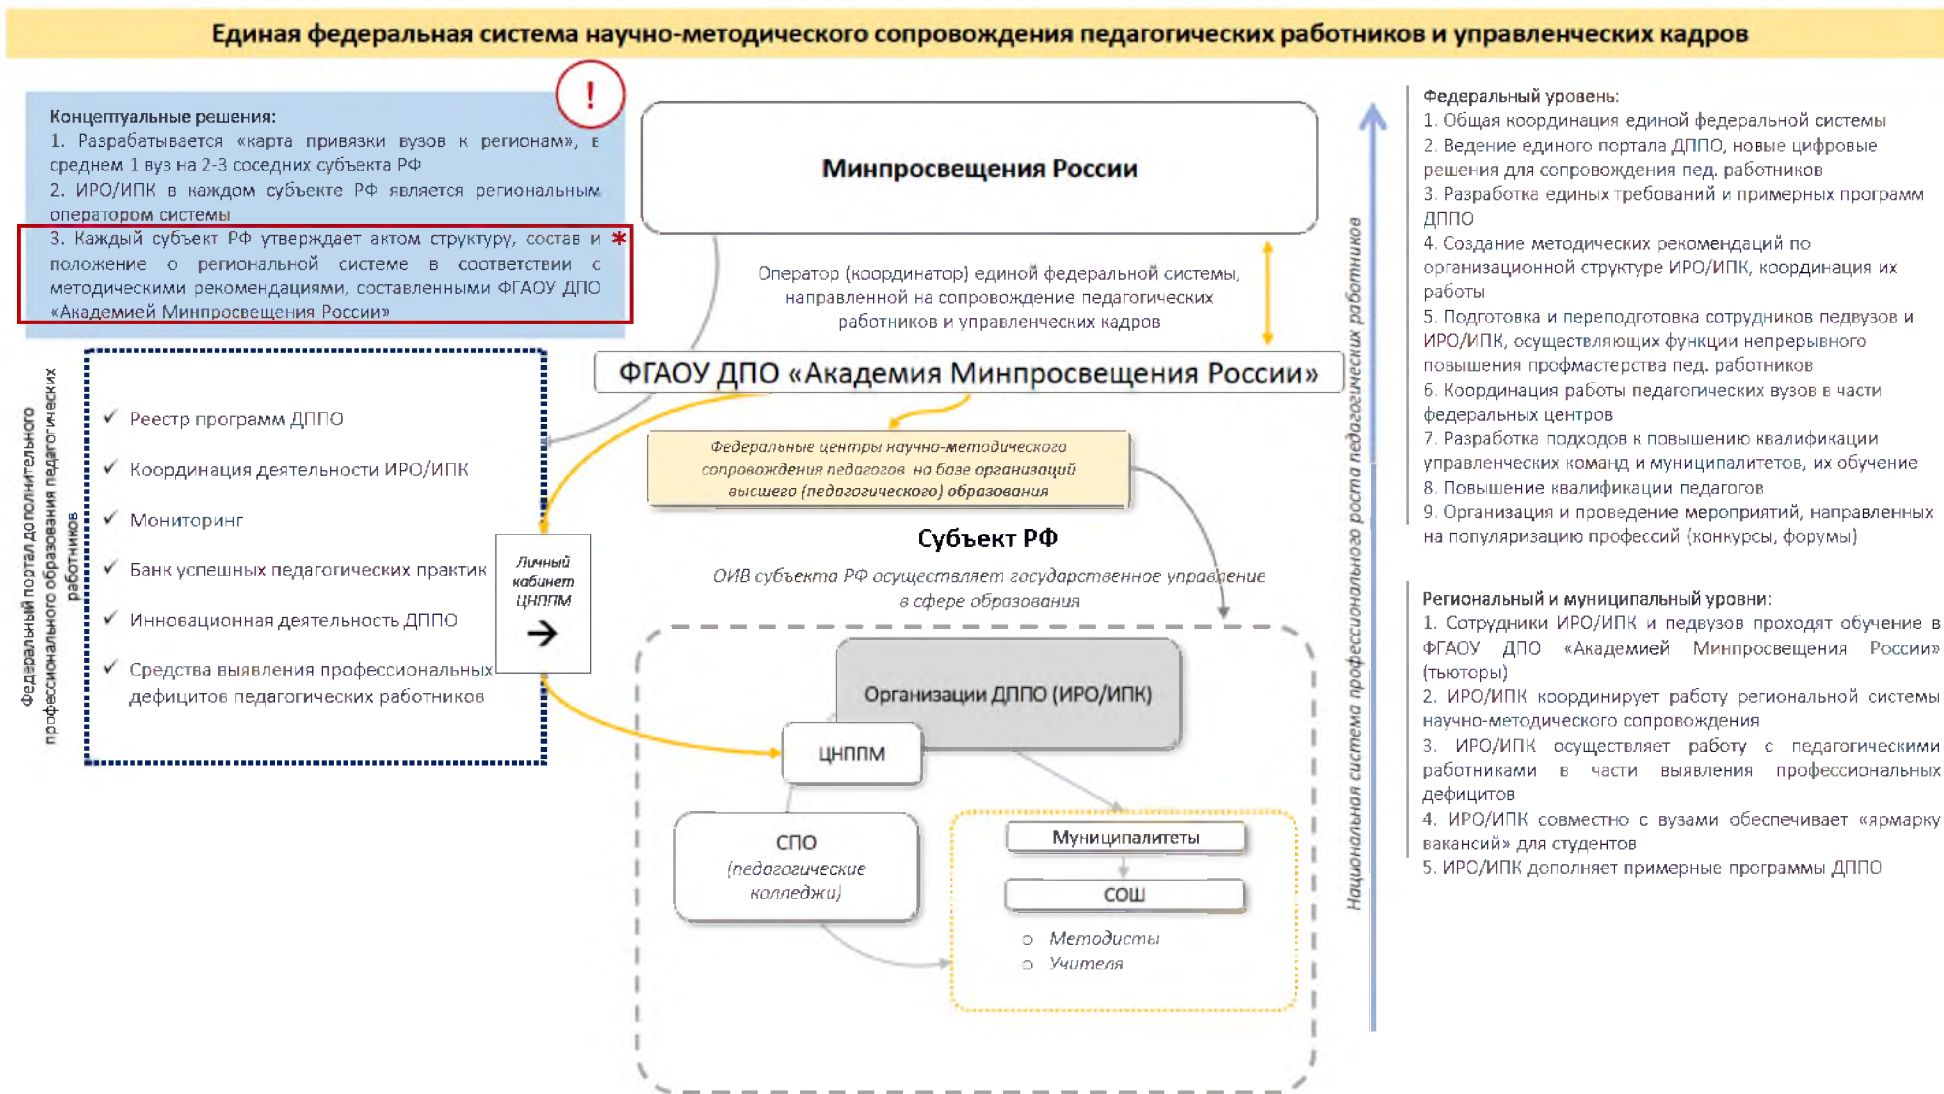 Единая федеральная система научно-методического сопровождения педагогических работников и управленческих кадров
!
Концептуальные решения:
1. Разрабатывается «карта привязки вузов к регионам», в
среднем 1 вуз на 2-3 соседних субъекта РФ
2. ИРО/ИПК в каждом субъекте РФ является региональным
оператором системы
3. Каждый субъект РФ утверждает актом структуру, состав и *
положение о региональной системе в соответствии с
методическими рекомендациями, составленными ФГАОУ ДПО
«Академией Минпросвещения России»
Федеральный портал дополнительного
профессионального образования педагогических
работников
✓ Реестр программ ДППО
✓ Координация деятельности ИРО/ИПК
✓ Мониторинг
✓ Банк успешных педагогических практик
✓ Инновационная деятельность ДППО
✓ Средства выявления профессиональных
дефицитов педагогических работников
Личный
кабинет
ЦНППМ
→
Минпросвещения России
Оператор (координатор) единой федеральной системы,
направленной на сопровождение педагогических
работников и управленческих кадров
ФГАОУ ДПО «Академия Минпросвещения России»
Федеральные центры научно-методического
сопровождения педагогов на базе организаций
высшего (педагогического) образования
Субъект РФ
ОИВ субъекта РФ осуществляет государственное управление
в сфере образования
Организации ДППО (ИРО/ИПК)
ЦНППМ
СПО
(педагогические
колледжи)
Муниципалитеты
СОШ
○ Методисты
○ Учителя
Национальная система профессионального роста педагогических работников
Федеральный уровень:
1. Общая координация единой федеральной системы
2. Ведение единого портала ДППО, новые цифровые
решения для сопровождения пед. работников
3. Разработка единых требований и примерных программ
ДППО
4. Создание методических рекомендаций по
организационной структуре ИРО/ИПК, координация их
работы
5. Подготовка и переподготовка сотрудников педвузов и
ИРО/ИПК, осуществляющих функции непрерывного
повышения профмастерства пед. работников
6. Координация работы педагогических вузов в части
федеральных центров
7. Разработка подходов к повышению квалификации
управленческих команд и муниципалитетов, их обучение
8. Повышение квалификации педагогов
9. Организация и проведение мероприятий, направленных
на популяризацию профессий (конкурсы, форумы)
Региональный и муниципальный уровни:
1. Сотрудники ИРО/ИПК и педвузов проходят обучение в
ФГАОУ ДПО «Академией Минпросвещения России»
(тьюторы)
2. ИРО/ИПК координирует работу региональной системы
научно-методического сопровождения
3. ИРО/ИПК осуществляет работу с педагогическими
работниками в части выявления профессиональных
дефицитов
4. ИРО/ИПК совместно с вузами обеспечивает «ярмарку
вакансий» для студентов
5. ИРО/ИПК дополняет примерные программы ДППО